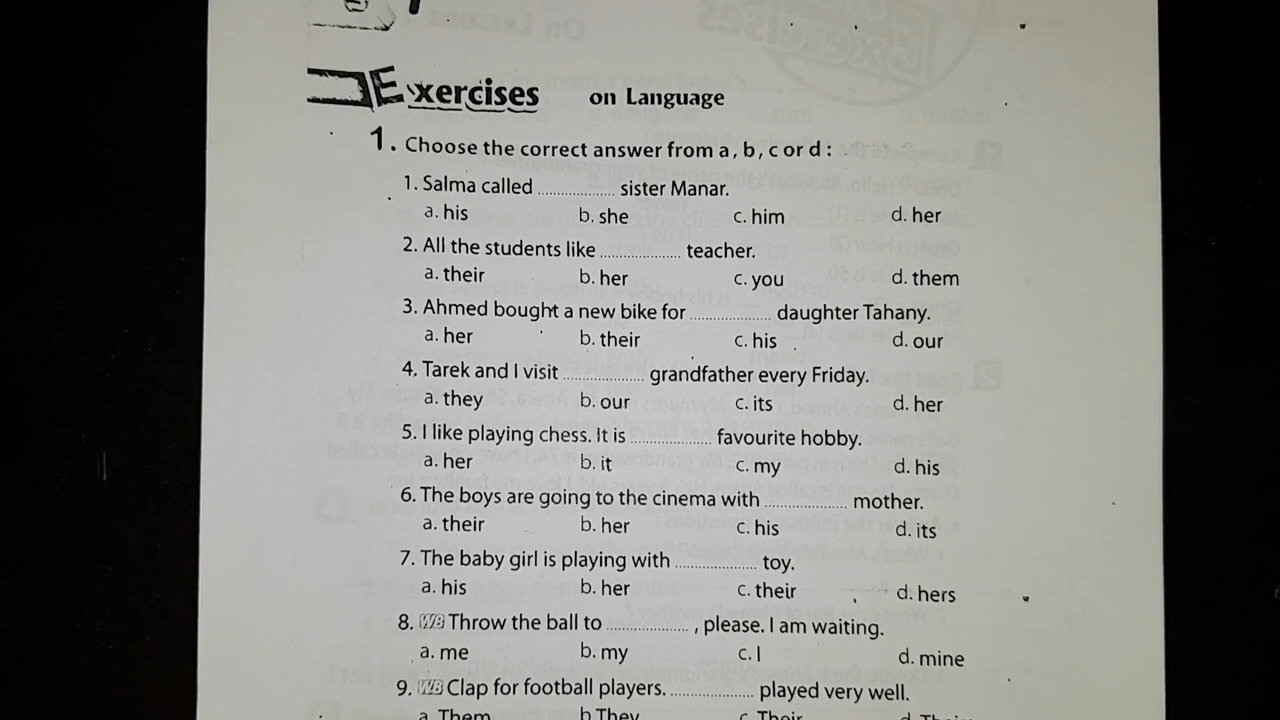 Exercises on Language
1. Choose the correct answer from a, b, c or d :
1. Salma called .................. sister Manar.
a. his b. she c. him d. her
2. All the students like .................. teacher.
a. their b. her c. you d. them
3. Ahmed bought a new bike for .................. daughter Tahany.
a. her b. their c. his d. our
4. Tarek and I visit .................. grandfather every Friday.
a. they b. our c. its d. her
5. I like playing chess. It is .................. favourite hobby.
a. her b. it c. my d. his
6. The boys are going to the cinema with .................. mother.
a. their b. her c. his d. its
7. The baby girl is playing with .................. toy.
a. his b. her c. their d. hers
8. WB Throw the ball to .................. , please. I am waiting.
a. me b. my c. I d. mine
9. WB Clap for football players. .................. played very well.
a. Them b. They c. Their d.